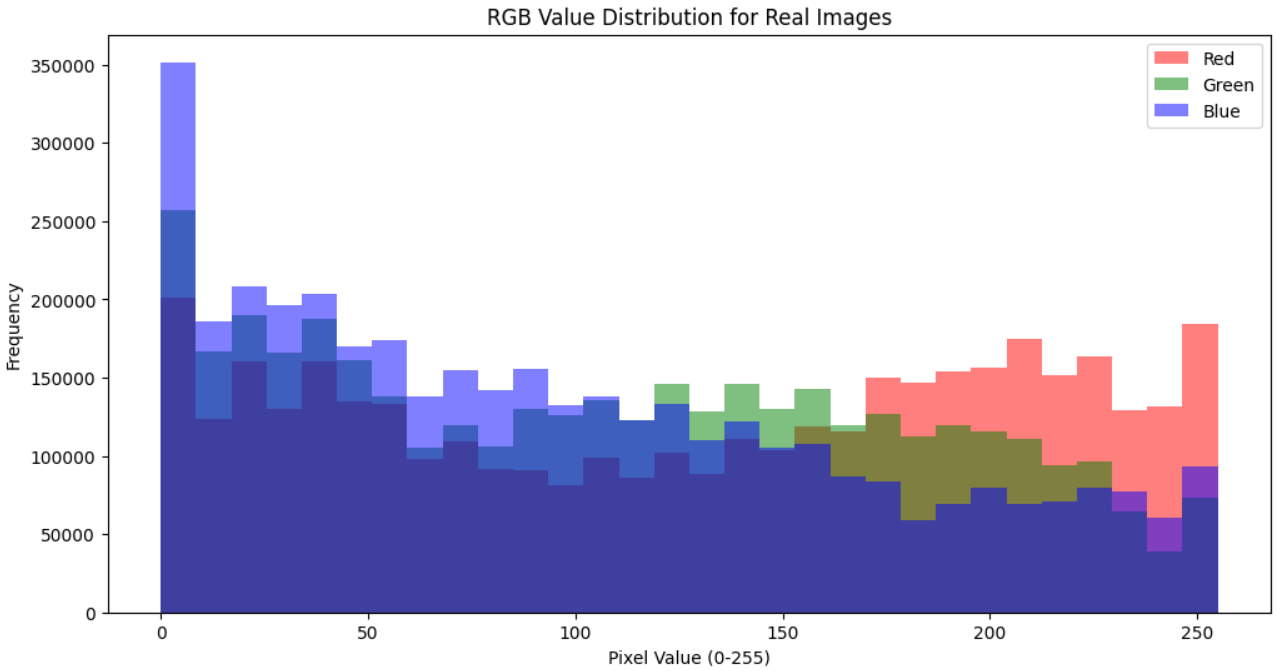 RGB Value Distribution for Real Images
Red
Green
Blue
Frequency
350000
300000
250000
200000
150000
100000
50000
0
0 50 100 150 200 250
Pixel Value (0-255)